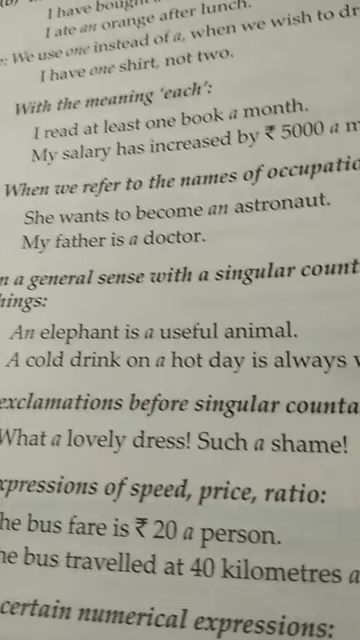 I have
I ate an orange after lunch.
We use one instead of a, when we wish to
I have one shirt, not two.
With the meaning 'each':
I read at least one book a month.
My salary has increased by ₹ 5000 a
When we refer to the names of
She wants to become an astronaut.
My father is a doctor.
a general sense with a singular
An elephant is a useful animal.
A cold drink on a hot day is always
exclamations before singular
What a lovely dress! Such a shame!
of speed, price, ratio:
bus fare is ₹ 20 a person.
bus travelled at 40 kilometres
certain numerical expressions: